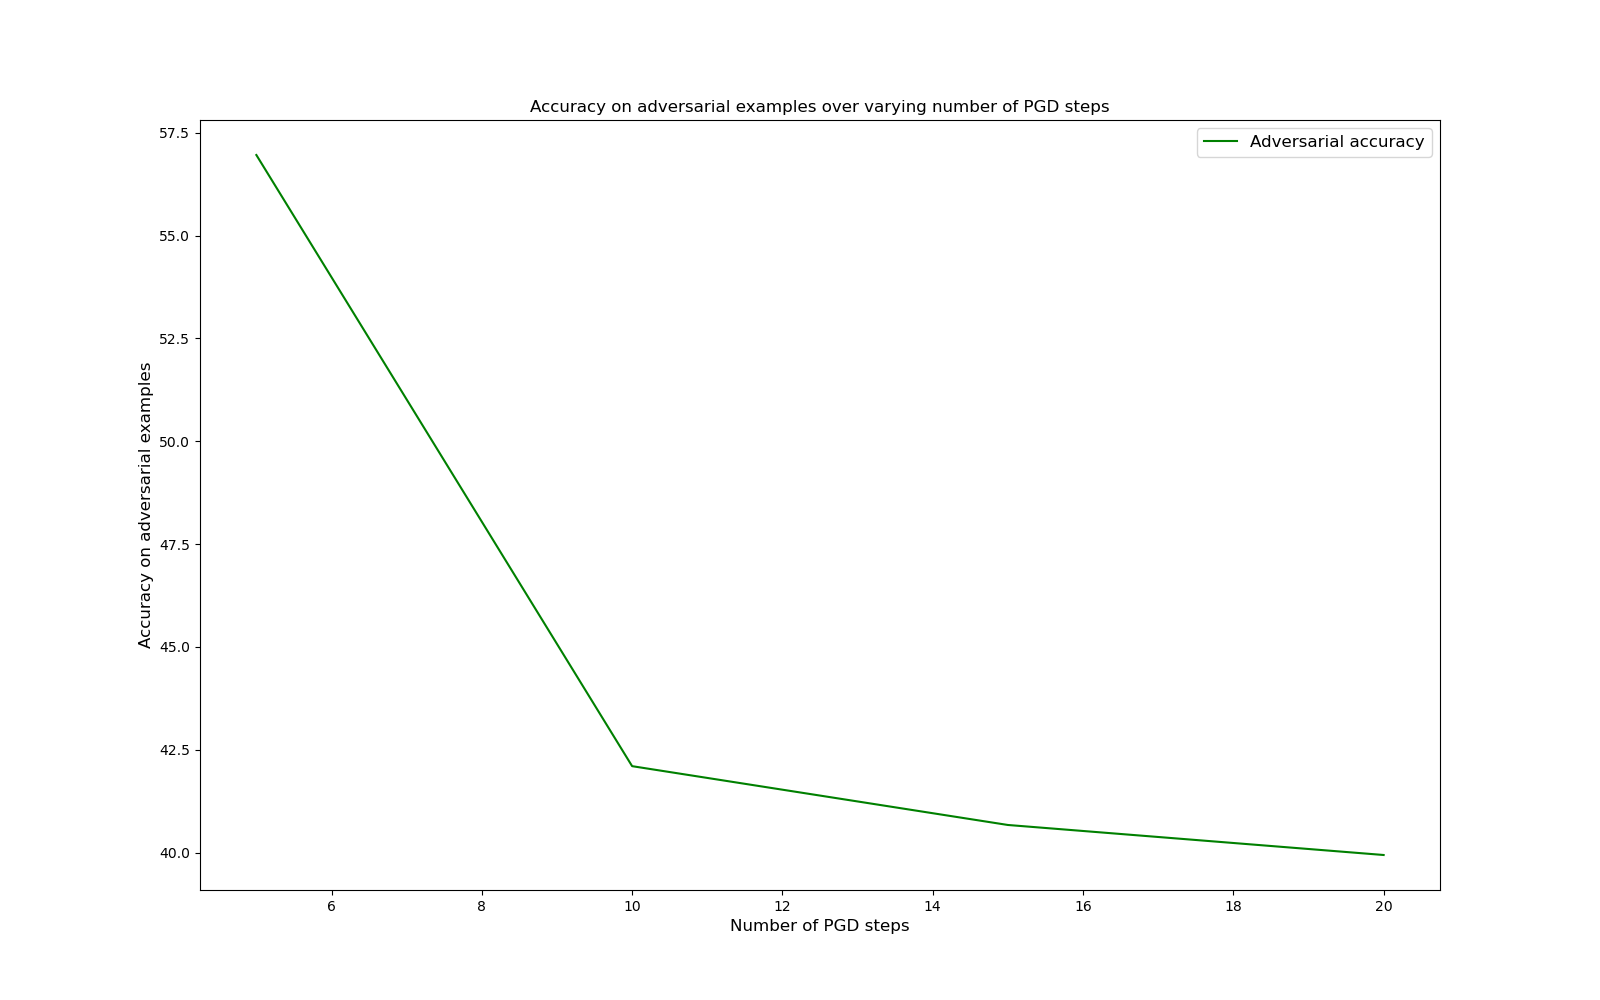 Accuracy on adversarial examples over varying number of PGD steps
Adversarial accuracy
57.5
55.0
52.5
50.0
47.5
45.0
42.5
40.0
Accuracy on adversarial examples
6 8 10 12 14 16 18 20
Number of PGD steps